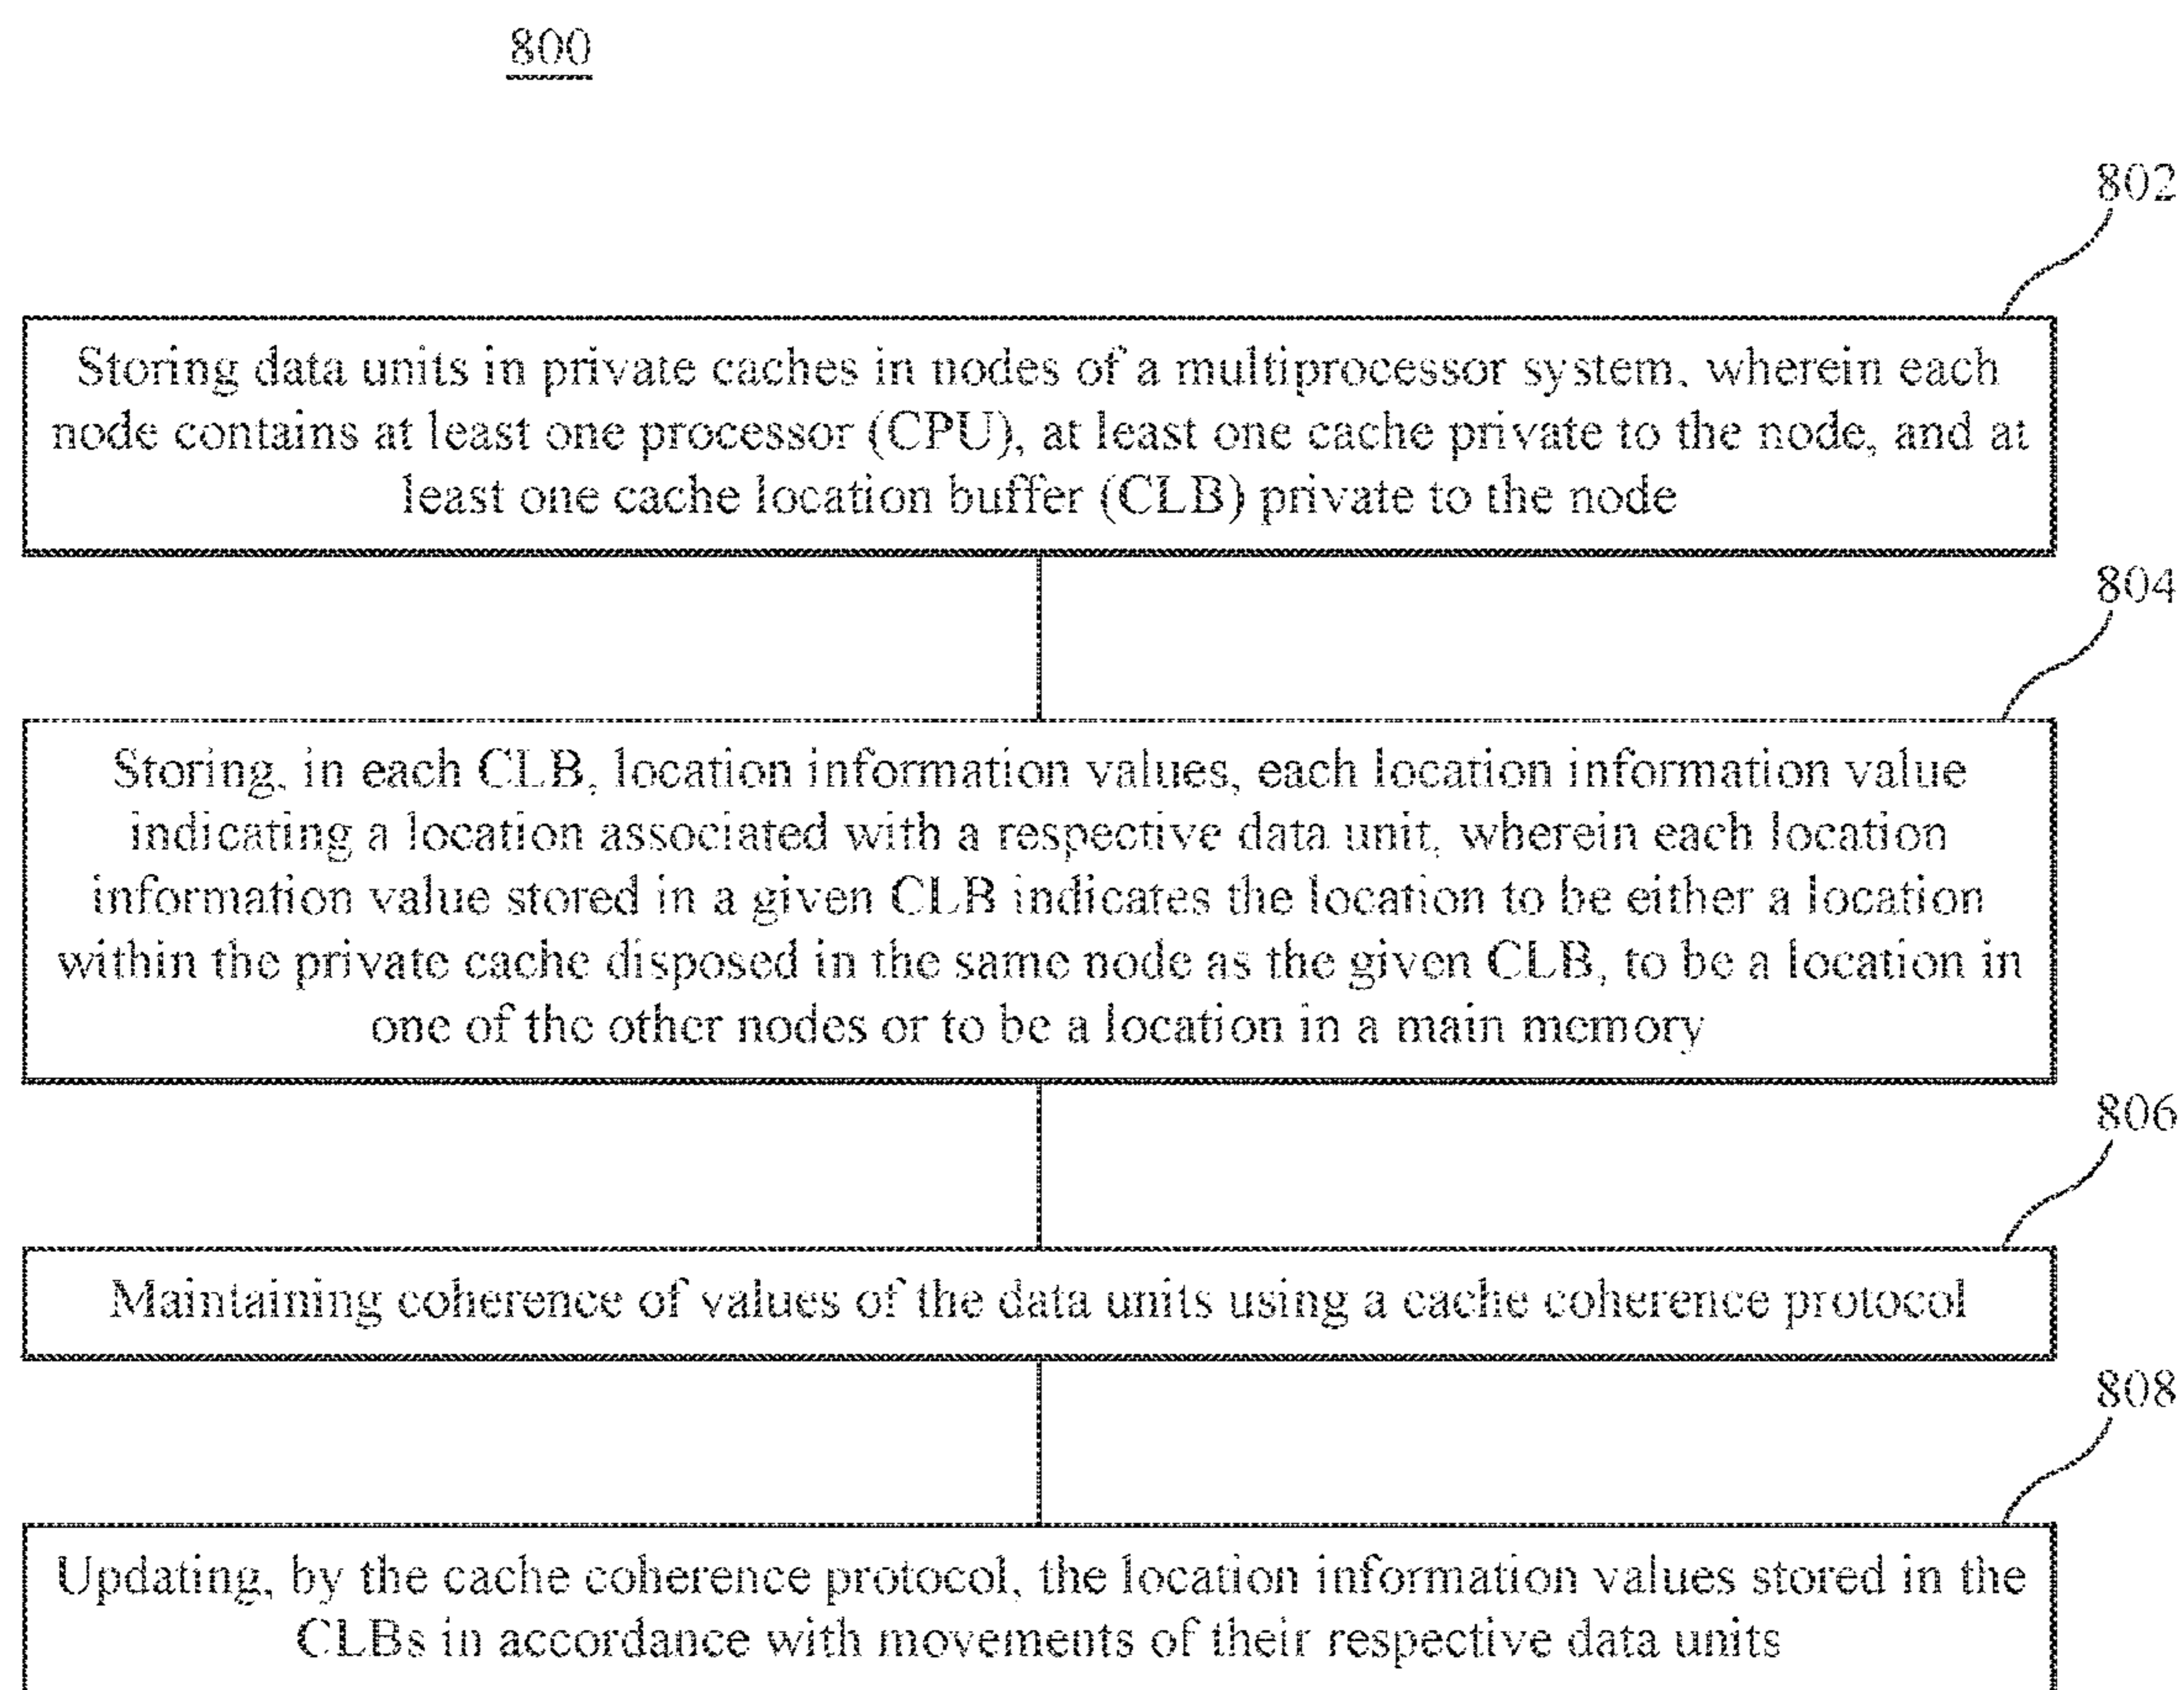 800
802
Storing data units in private caches in nodes of a multiprocessor system, wherein each
node contains at least one processor (CPU), at least one cache private to the node, and at
least one cache location buffer (CLB) private to the node
804
Storing, in each CLB, location information values, each location information value
indicating a location associated with a respective data unit, wherein each location
information value stored in a given CLB indicates the location to be either a location
within the private cache disposed in the same node as the given CLB, to be a location in
one of the other nodes or to be a location in a main memory
806
Maintaining coherence of values of the data units using a cache coherence protocol
808
Updating, by the cache coherence protocol, the location information values stored in the
CLBs in accordance with movements of their respective data units